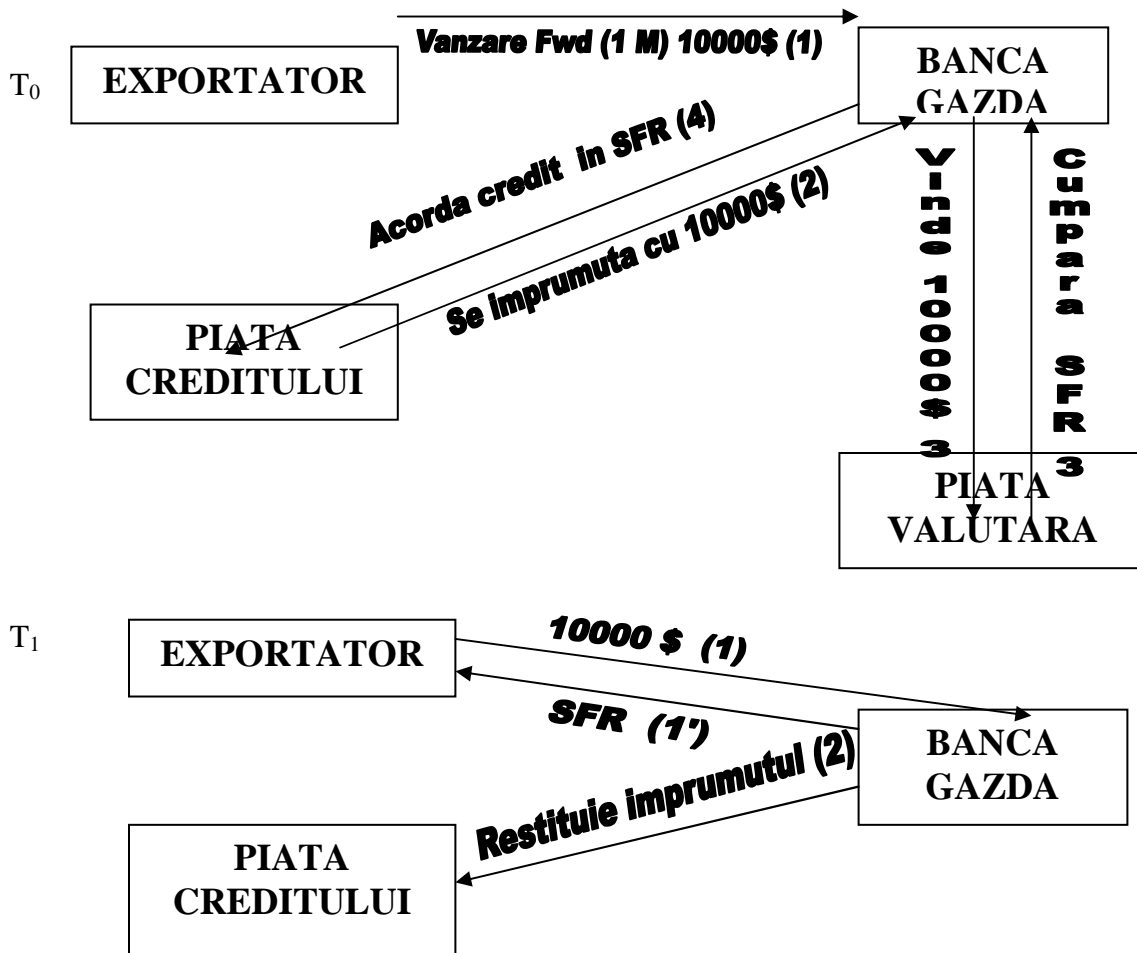 Vanzare Fwd (1 M) 10000$ (1)
T0
EXPORTATOR
BANCA
GAZDA
Acorda credit in SFR (4)
Se imprumuta cu 10000$ (2)
Vinde 10000$ 3
Cumpara SFR 3
PIATA
CREDITULUI
PIATA
VALUTARA
T1
EXPORTATOR
10000 $ (1)
SFR (1')
BANCA
GAZDA
Restituie imprumutul (2)
PIATA
CREDITULUI